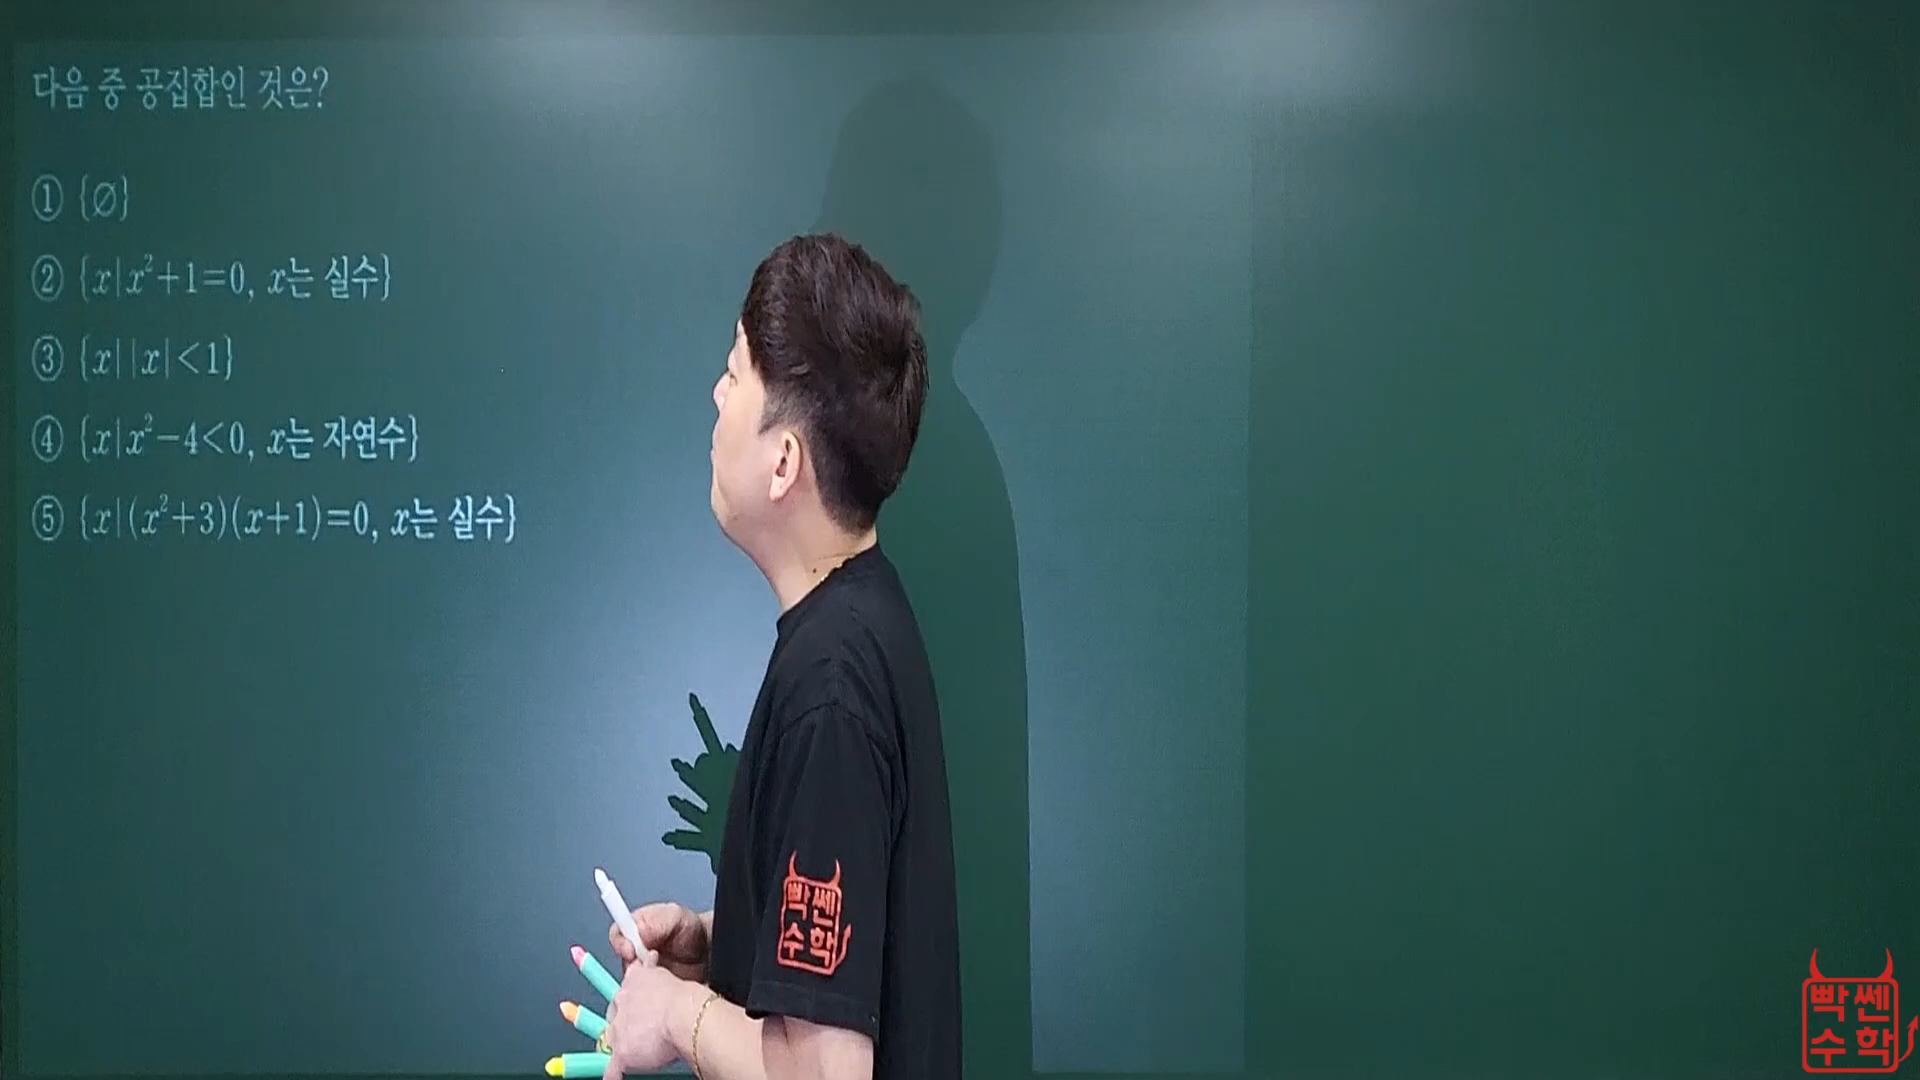 다음 중 공집합인 것은?
① {∅}
② {x|x²+1=0, x는 실수}
③ {x||x|<1}
④ {x|x²-4<0, x는 자연수}
⑤ {x|(x²+3)(x+1)=0, x는 실수}
빡쎈
수학
빡쎈
수학